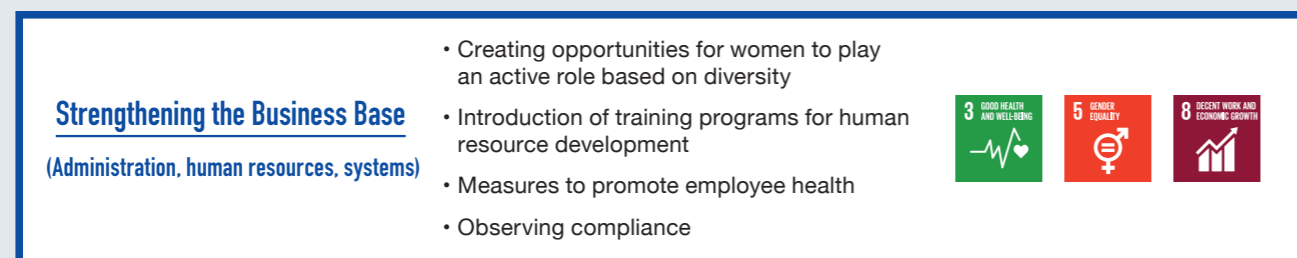 Strengthening the Business Base
(Administration, human resources, systems)
• Creating opportunities for women to play
an active role based on diversity
• Introduction of training programs for human
resource development
• Measures to promote employee health
• Observing compliance
3 GOOD HEALTH
AND WELL-BEING
5 GENDER
EQUALITY
8 DECENT WORK AND
ECONOMIC GROWTH